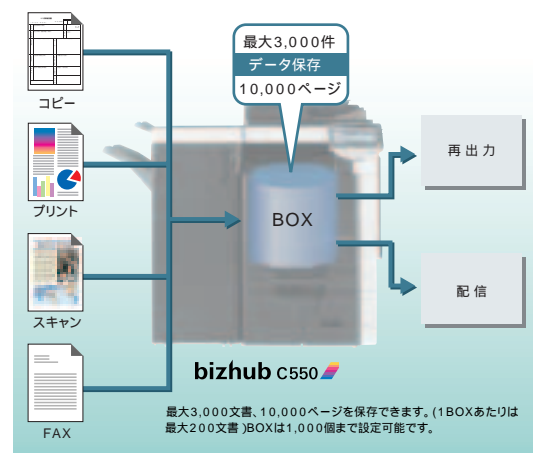 最大3,000件
データ保存
10,000ページ
コピー
プリント
スキャン
FAX
BOX
再出力
配信
bizhub C550
最大3,000文書、10,000ページを保存できます。(1BOXあたりは
最大200文書)BOXは1,000個まで設定可能です。